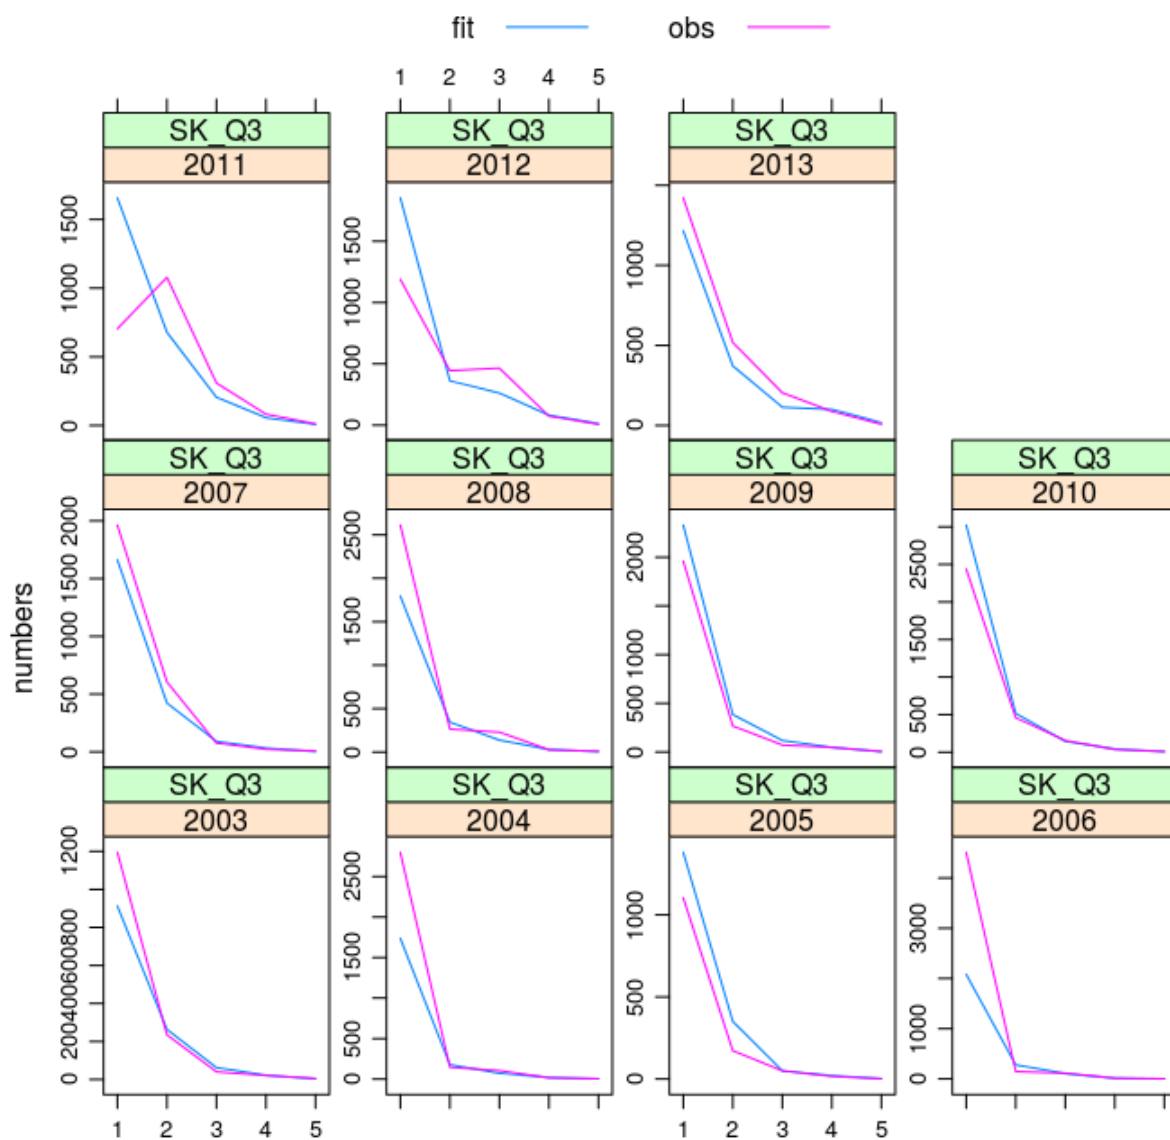 fit obs
1 2 3 4 5
SK_Q3 SK_Q3 SK_Q3
2011 2012 2013
0 500 1000 1500
0 500 1000 1500
0 500 1000
SK_Q3 SK_Q3 SK_Q3 SK_Q3
2007 2008 2009 2010
numbers
0 500 1000 1500 2000
0 500 1500 2500
0 500 1000 2000
0 500 1500 2500
SK_Q3 SK_Q3 SK_Q3 SK_Q3
2003 2004 2005 2006
0 200400600800 1200
0 500 1500 2500
0 500 1000
0 1000 3000
1 2 3 4 5 1 2 3 4 5